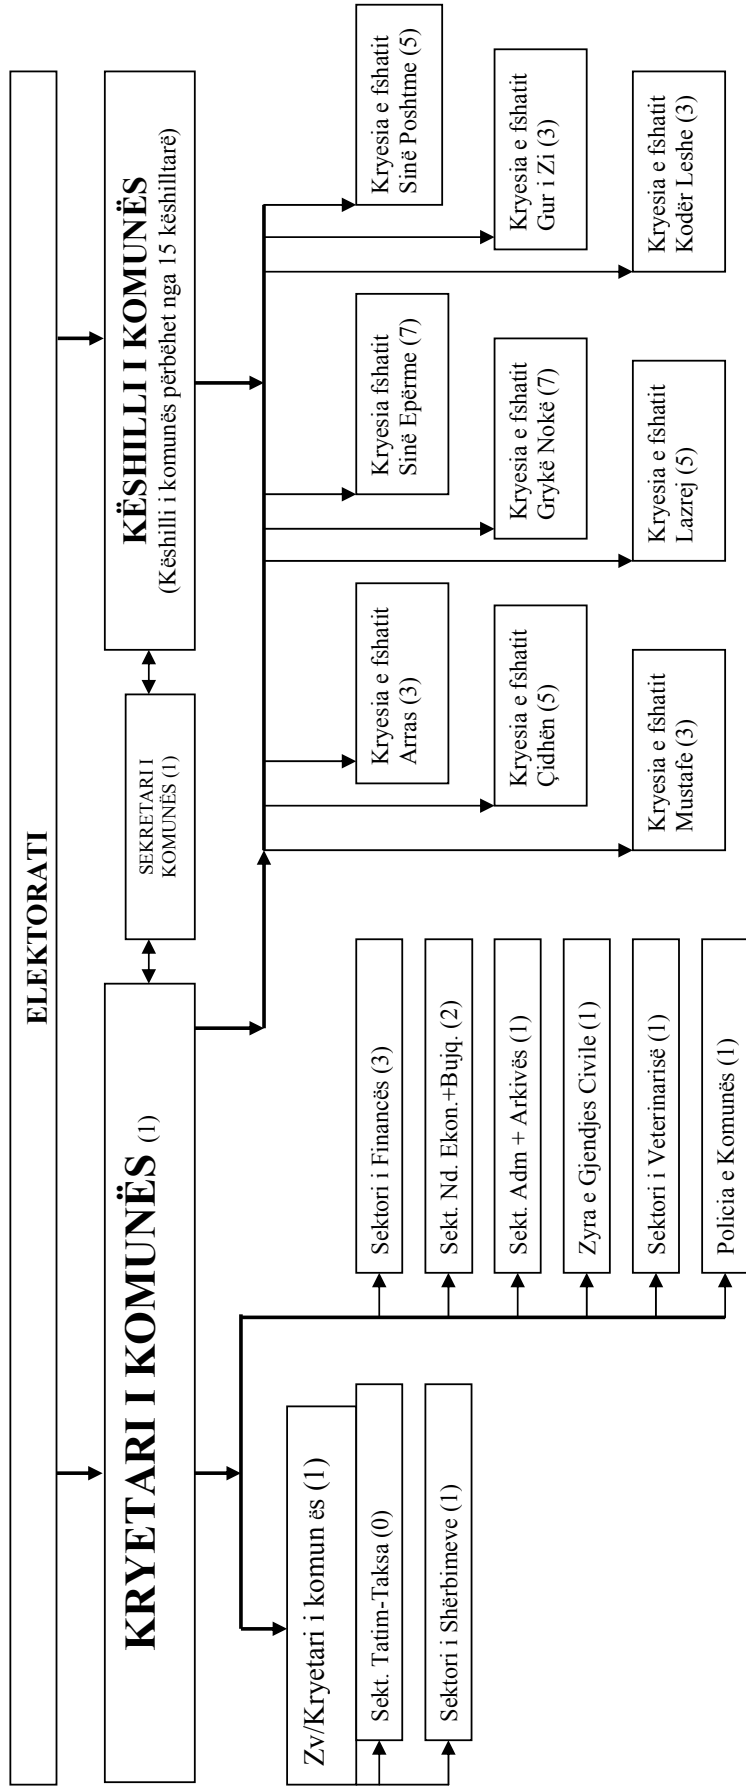 ELEKTORATI
KRYETARI I KOMUNËS (1)
SEKRETARI I
KOMUNËS (1)
KËSHILLI I KOMUNËS
(Këshilli i komunës përbëhet nga 15 këshilltarë)
Zv/Kryetari i komun ës (1)
Sekt. Tatim-Taksa (0)
Sektori i Shërbimeve (1)
Sektori i Financës (3)
Sekt. Nd. Ekon.+Bujq. (2)
Sekt. Adm + Arkivës (1)
Zyra e Gjendjes Civile (1)
Sektori i Veterinarisë (1)
Policia e Komunës (1)
Kryesia e fshatit
Arras (3)
Kryesia e fshatit
Çidhën (5)
Kryesia e fshatit
Mustafe (3)
Kryesia fshatit
Sinë Epërme (7)
Kryesia e fshatit
Grykë Nokë (7)
Kryesia e fshatit
Lazrej (5)
Kryesia e fshatit
Sinë Poshtme (5)
Kryesia e fshatit
Gur i Zi (3)
Kryesia e fshatit
Kodër Leshe (3)